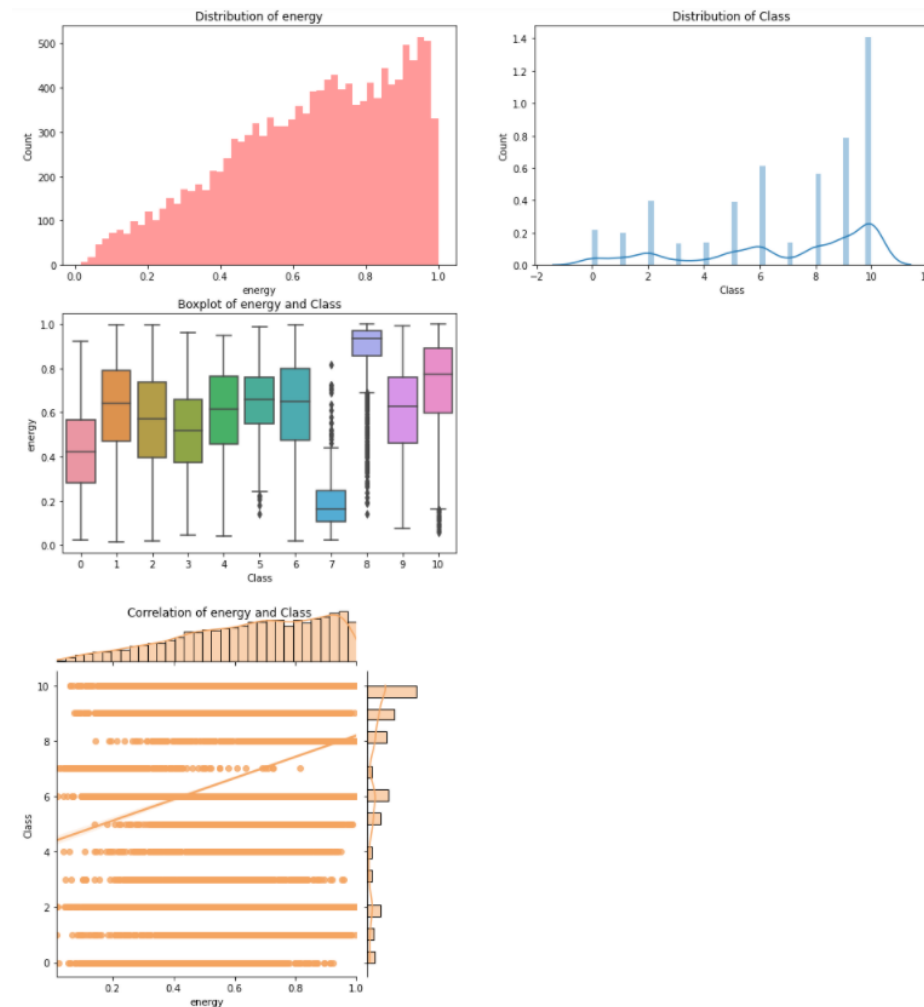 Distribution of energy
500
400
300
200
100
0
Count
0.0 0.2 0.4 0.6 0.8 1.0
energy
Distribution of Class
1.4
1.2
1.0
0.8
0.6
0.4
0.2
0.0
Count
−2 0 2 4 6 8 10
Class
Boxplot of energy and Class
1.0
0.8
0.6
0.4
0.2
0.0
energy
0 1 2 3 4 5 6 7 8 9 10
Class
Correlation of energy and Class
10
8
6
4
2
0
Class
0.2 0.4 0.6 0.8 1.0
energy